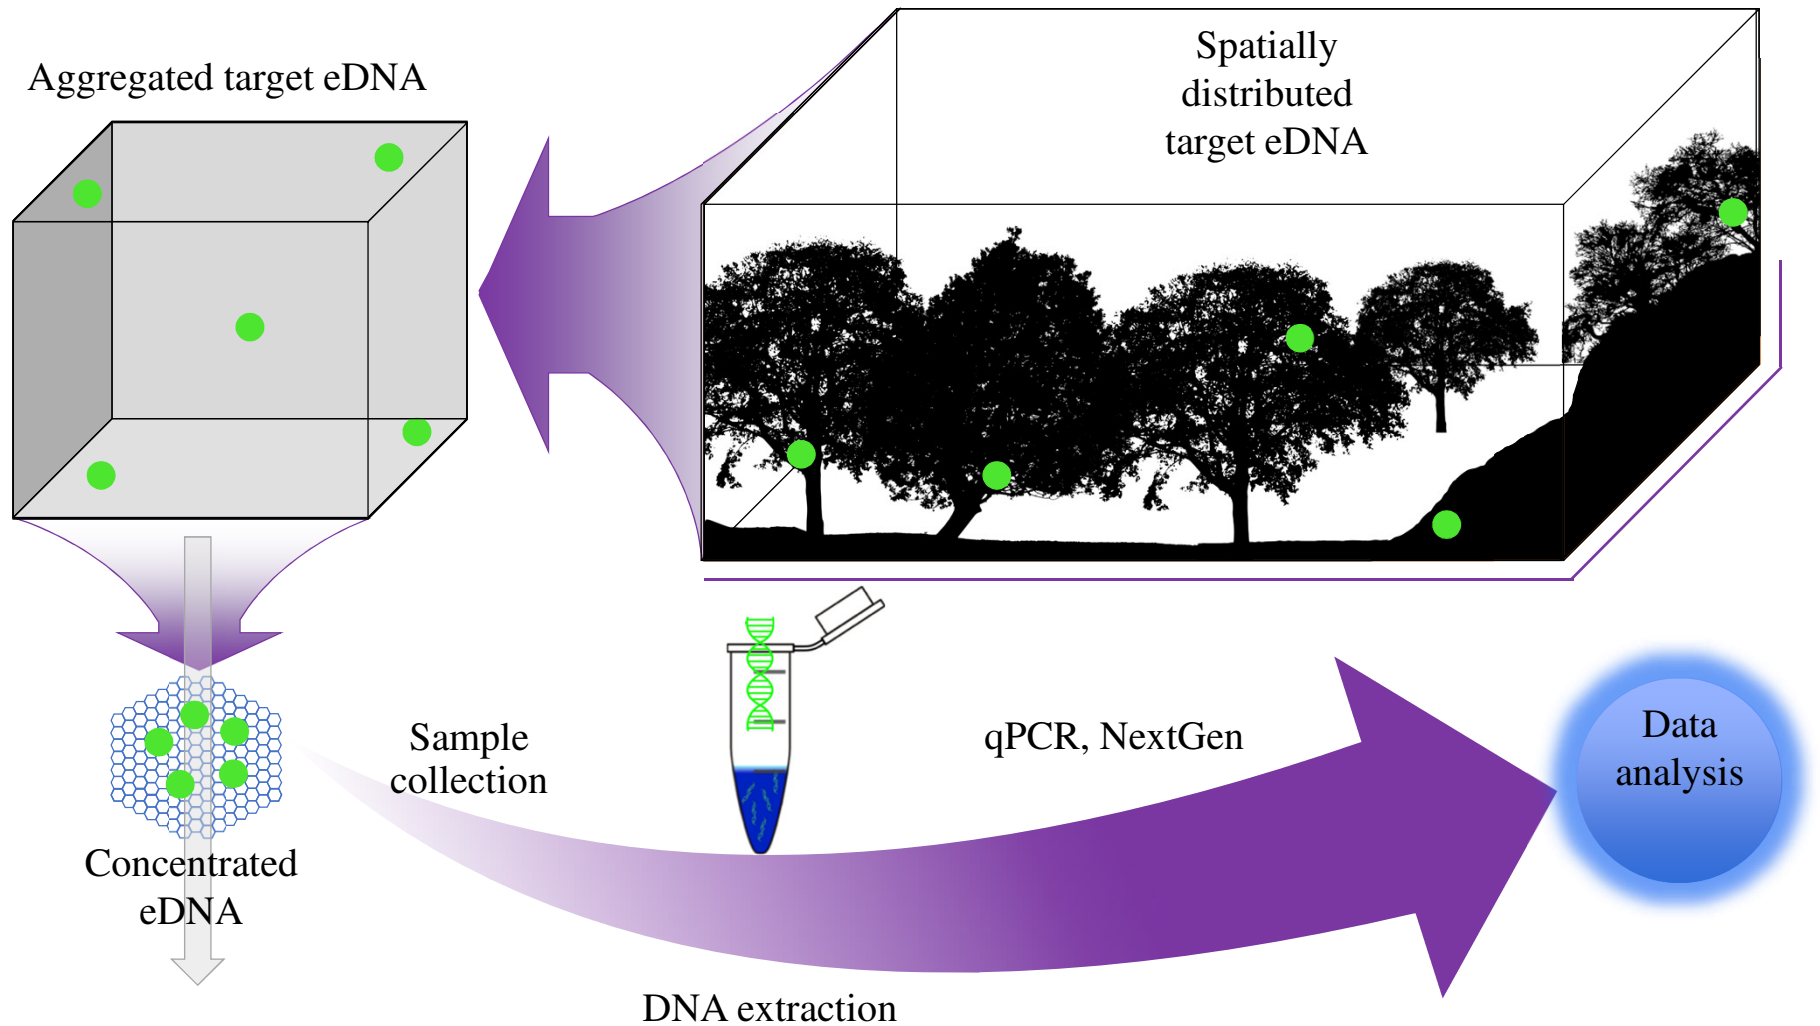 Aggregated target eDNA
Spatially
distributed
target eDNA
Concentrated
eDNA
Sample
collection
DNA extraction
qPCR, NextGen
Data
analysis